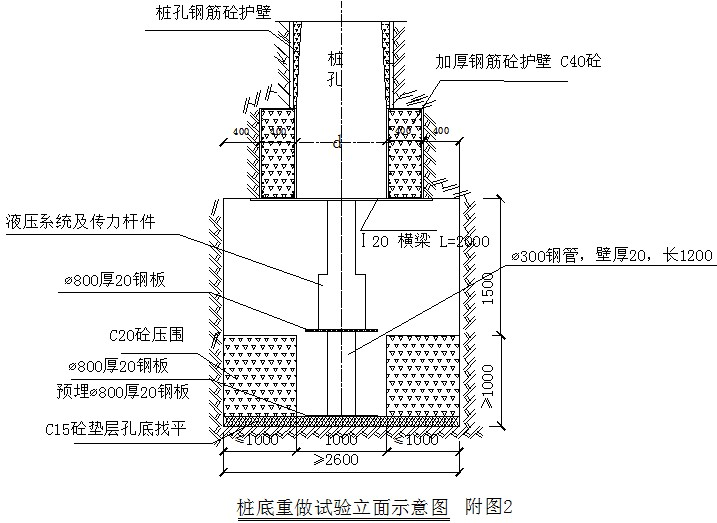 桩孔钢筋砼护壁
桩孔
加厚钢筋砼护壁 C40砼
400 400 400 400
d
液压系统及传力杆件
Ⅰ20 横梁 L=2000
⌀300钢管，壁厚20，长1200
⌀800厚20钢板
1500
C20砼压围
⌀800厚20钢板
预埋⌀800厚20钢板
≥1000
C15砼垫层孔底找平
≤1000 1000 ≤1000
≥2600
桩底重做试验立面示意图 附图2